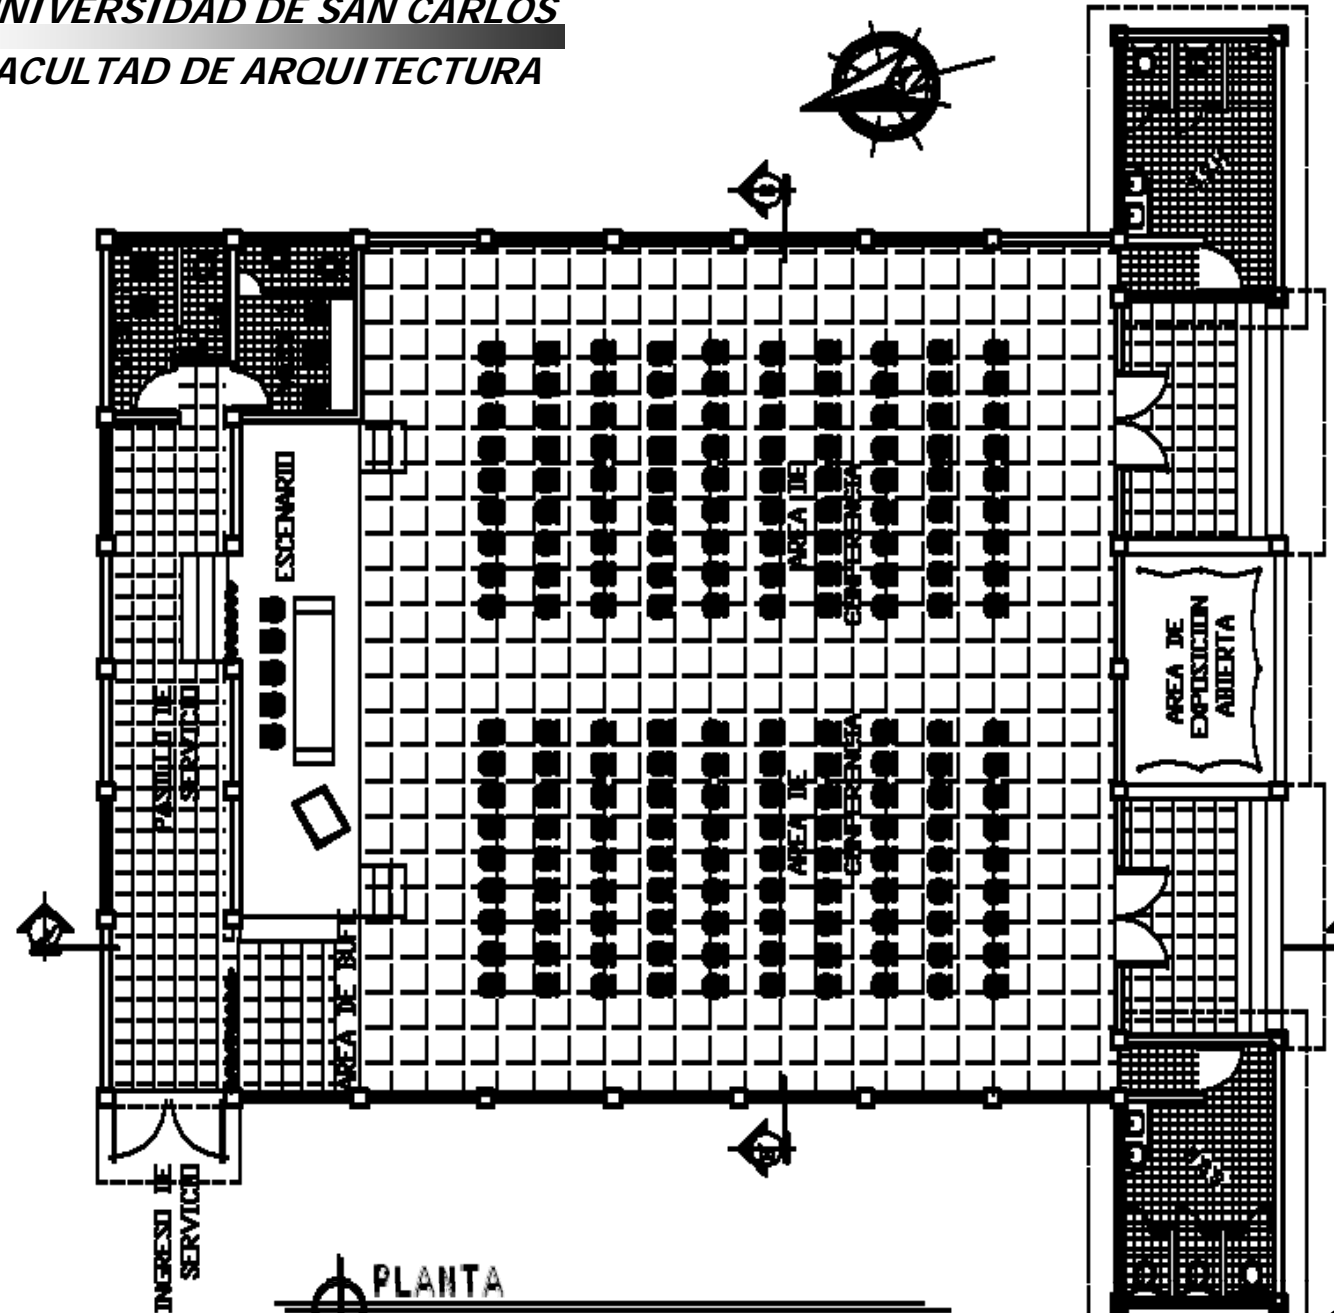 NIVERSIDAD DE SAN CARLOS
ACULTAD DE ARQUITECTURA
ESCENARIO
AREA DE
CONFERENCIA
AREA DE
EXPOSICION
ABIERTA
PASILLO DE
SERVICIO
AREA DE
CONFERENCIA
AREA DE BUFE
INGRESO DE
SERVICIO
PLANTA